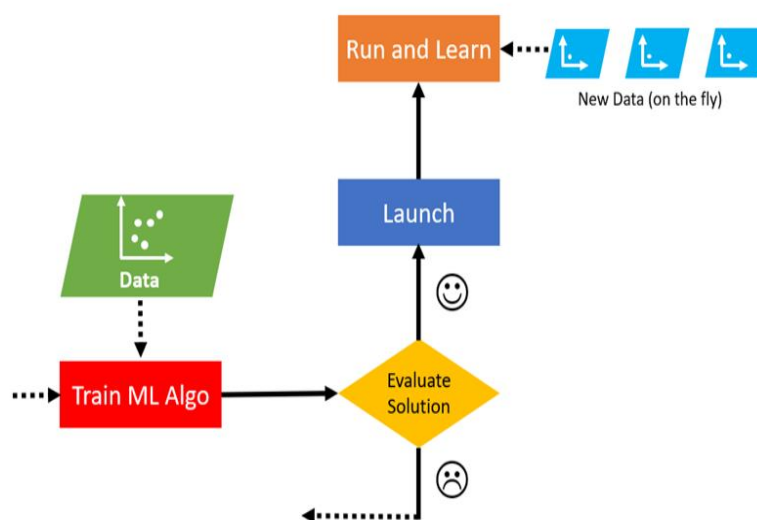 Run and Learn
New Data (on the fly)
Launch
Data
Train ML Algo
Evaluate
Solution